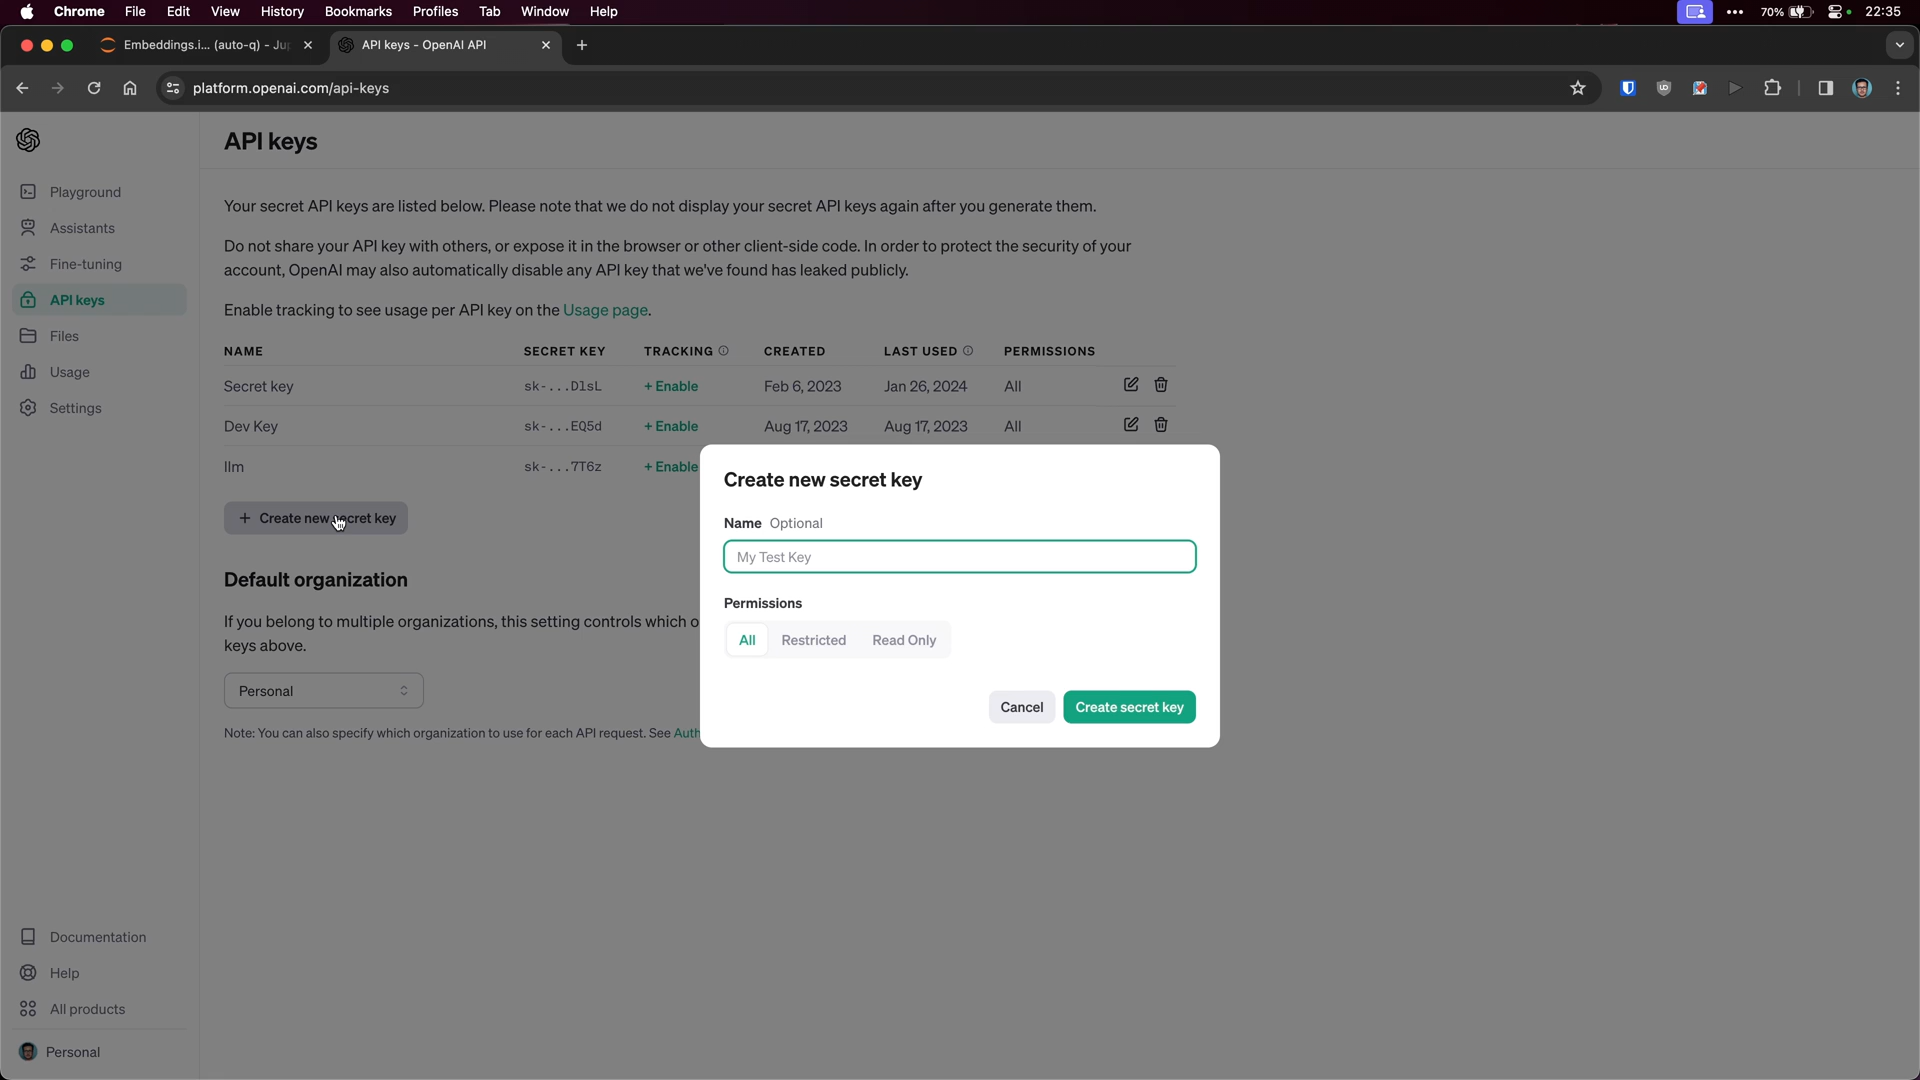 Chrome File Edit View History Bookmarks Profiles Tab Window Help 70% 22:35
Embeddings.i... (auto-q) - Jup
API keys - OpenAI API
platform.openai.com/api-keys
API keys
Playground
Assistants
Fine-tuning
API keys
Files
Usage
Settings
Your secret API keys are listed below. Please note that we do not display your secret API keys again after you generate them.
Do not share your API key with others, or expose it in the browser or other client-side code. In order to protect the security of your
account, OpenAI may also automatically disable any API key that we've found has leaked publicly.
Enable tracking to see usage per API key on the Usage page.
NAME SECRET KEY TRACKING CREATED LAST USED PERMISSIONS
Secret key sk-...DlsL + Enable Feb 6, 2023 Jan 26, 2024 All
Dev Key sk-...EQ5d + Enable Aug 17, 2023 Aug 17, 2023 All
llm sk-...7T6z + Enable
+ Create new secret key
Default organization
If you belong to multiple organizations, this setting controls which o
keys above.
Personal
Note: You can also specify which organization to use for each API request. See Auth
Create new secret key
Name Optional
My Test Key
Permissions
All Restricted Read Only
Cancel Create secret key
Documentation
Help
All products
Personal